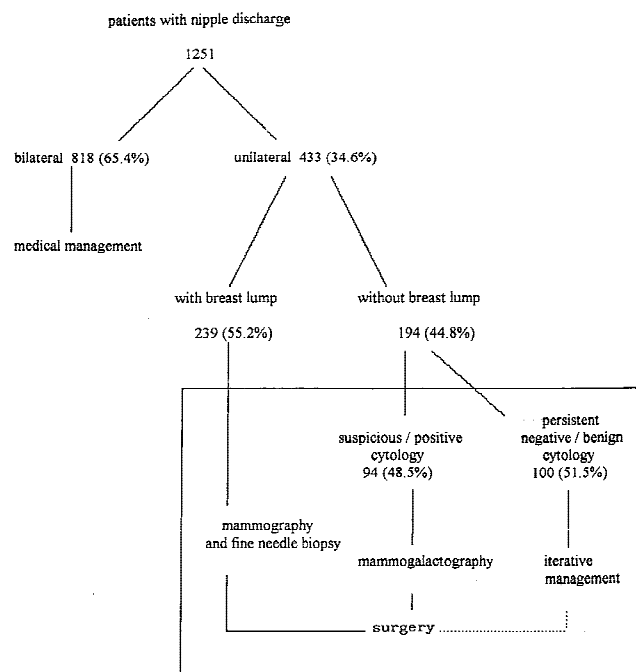 patients with nipple discharge
1251
bilateral 818 (65.4%)
unilateral 433 (34.6%)
medical management
with breast lump
without breast lump
239 (55.2%)
194 (44.8%)
suspicious / positive
cytology
94 (48.5%)
persistent
negative / benign
cytology
100 (51.5%)
mammography
and fine needle biopsy
mammogalactography
iterative
management
surgery